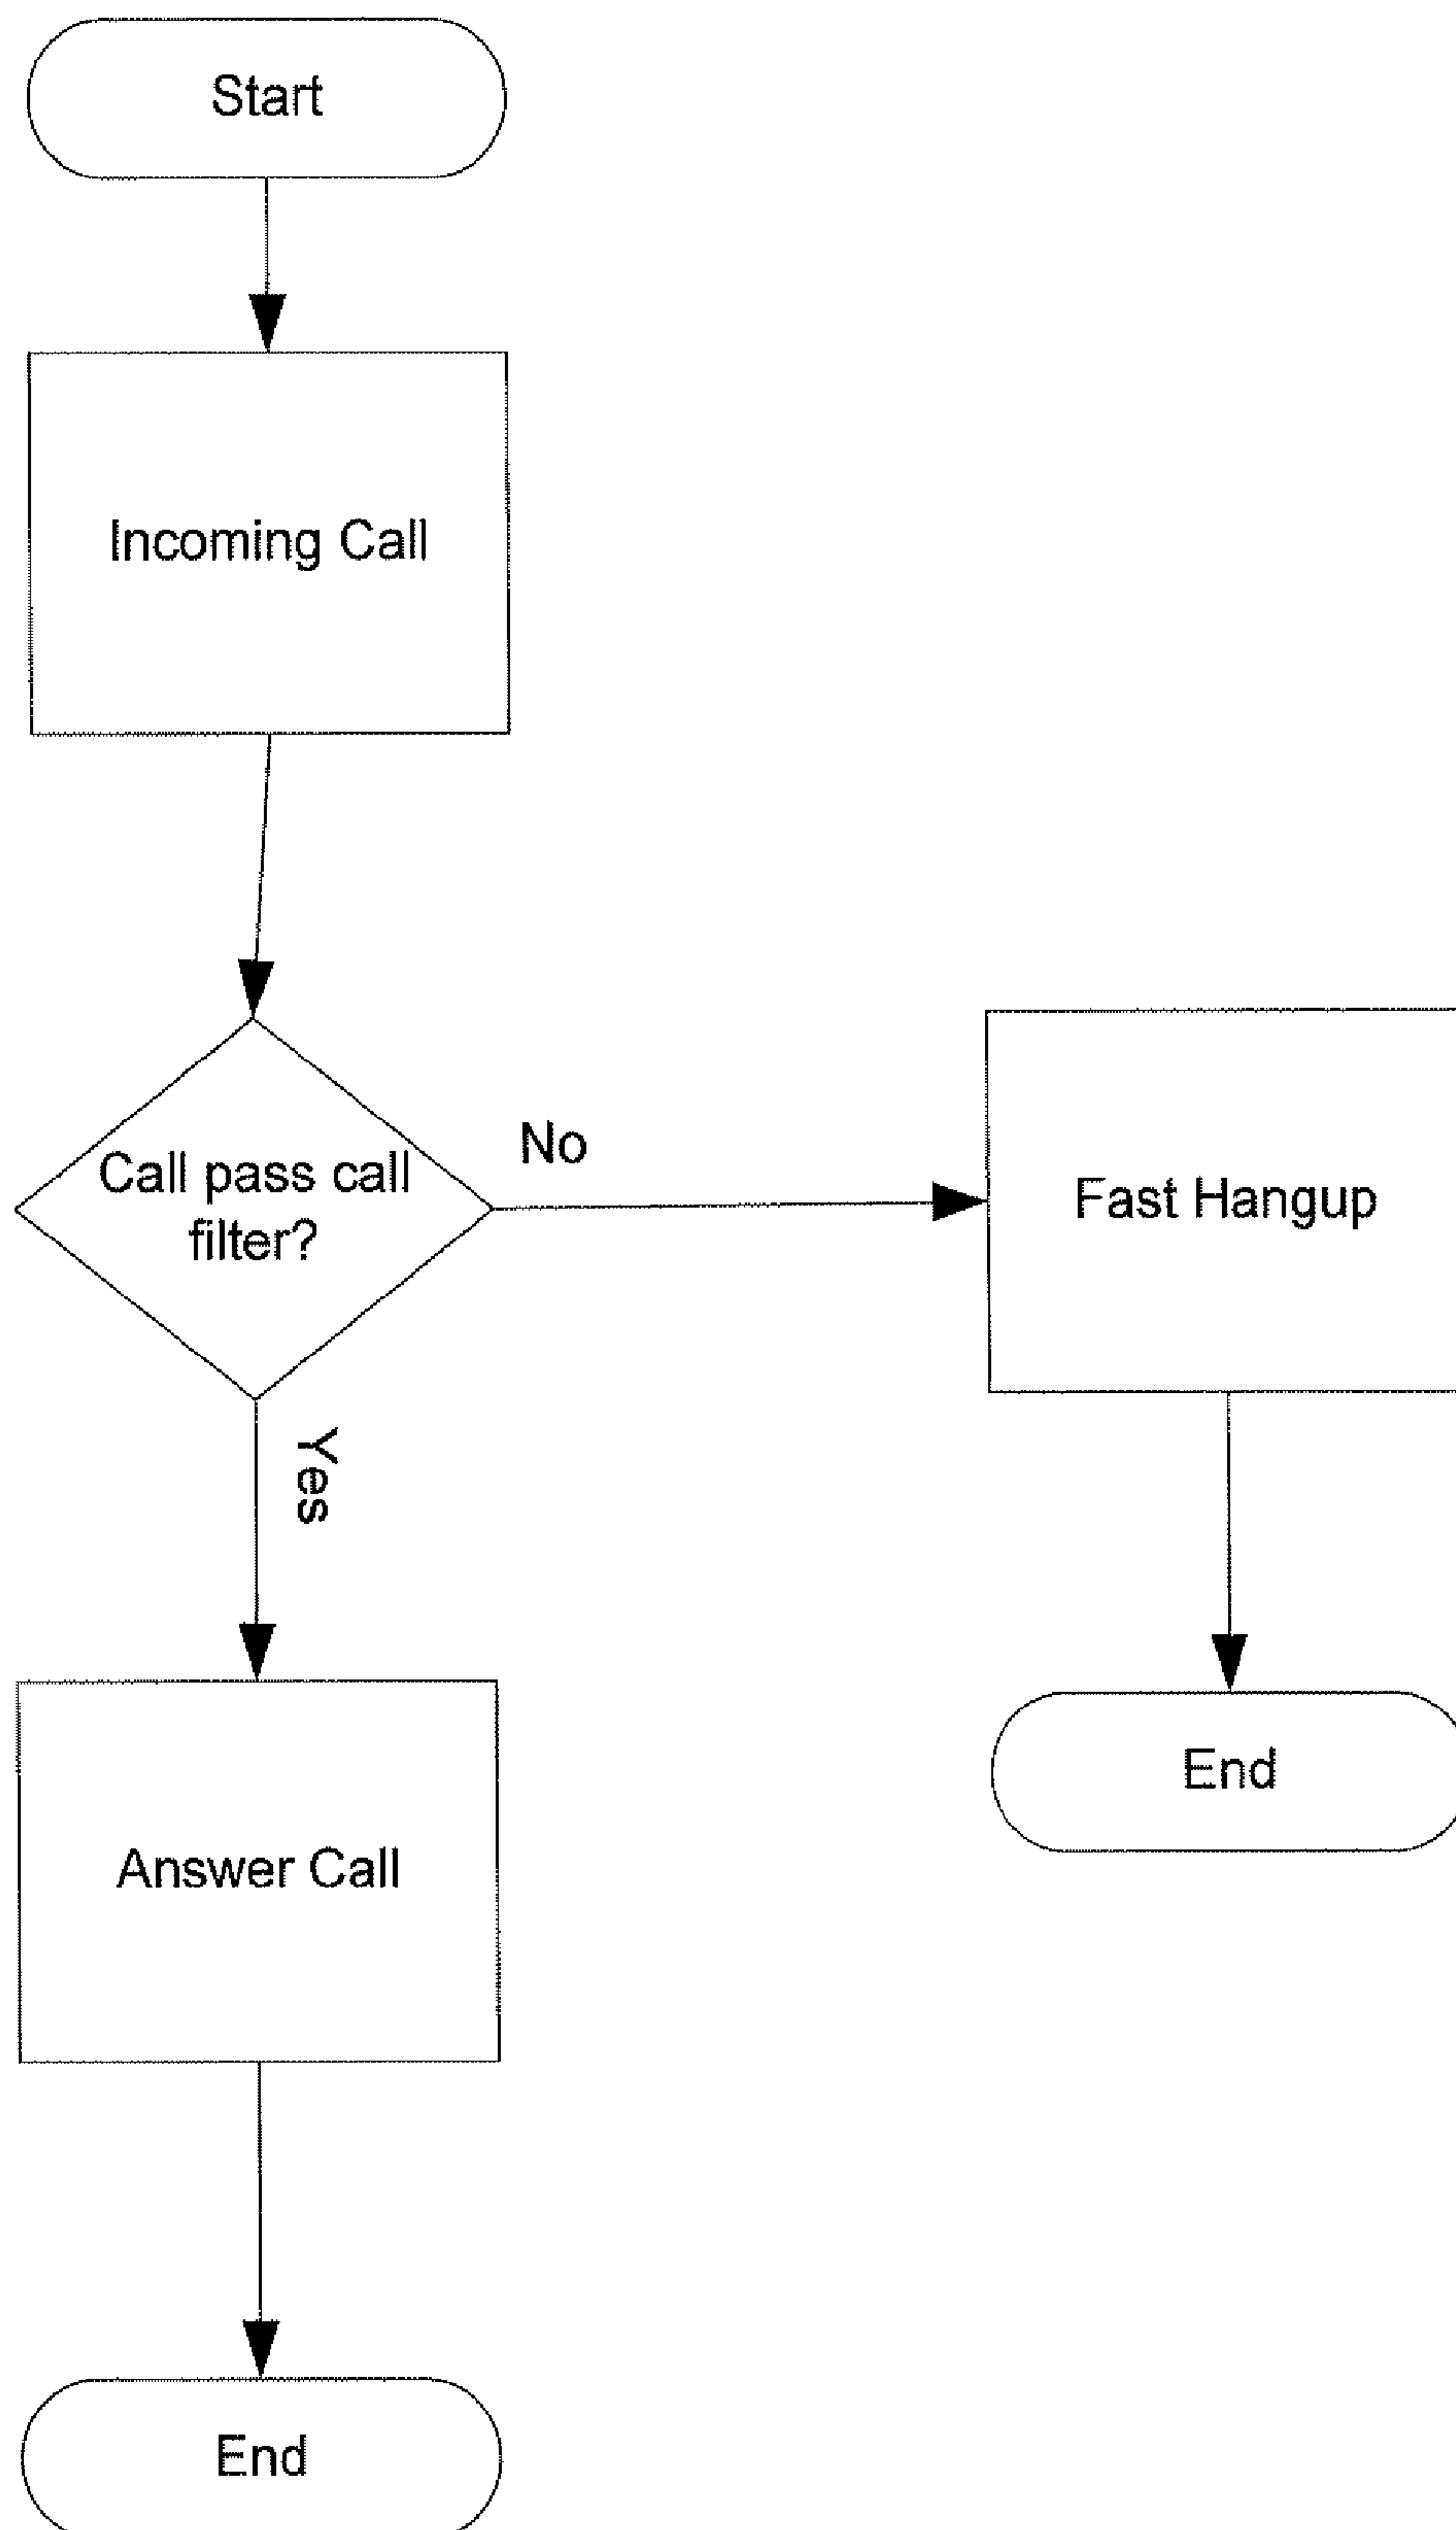 Start
Incoming Call
Call pass call
filter?
No
Fast Hangup
Yes
End
Answer Call
End